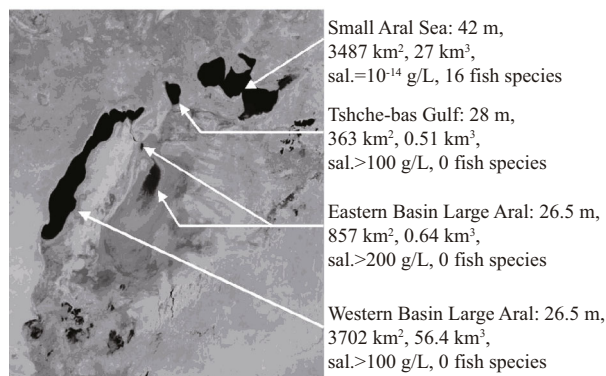 Small Aral Sea: 42 m,
3487 km², 27 km³,
sal.=10⁻¹⁴ g/L, 16 fish species
Tshche-bas Gulf: 28 m,
363 km², 0.51 km³,
sal.>100 g/L, 0 fish species
Eastern Basin Large Aral: 26.5 m,
857 km², 0.64 km³,
sal.>200 g/L, 0 fish species
Western Basin Large Aral: 26.5 m,
3702 km², 56.4 km³,
sal.>100 g/L, 0 fish species